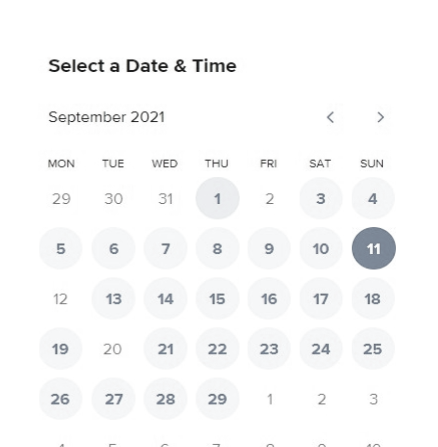 Select a Date & Time
September 2021
MON TUE WED THU FRI SAT SUN
29 30 31 1 2 3 4
5 6 7 8 9 10 11
12 13 14 15 16 17 18
19 20 21 22 23 24 25
26 27 28 29 1 2 3